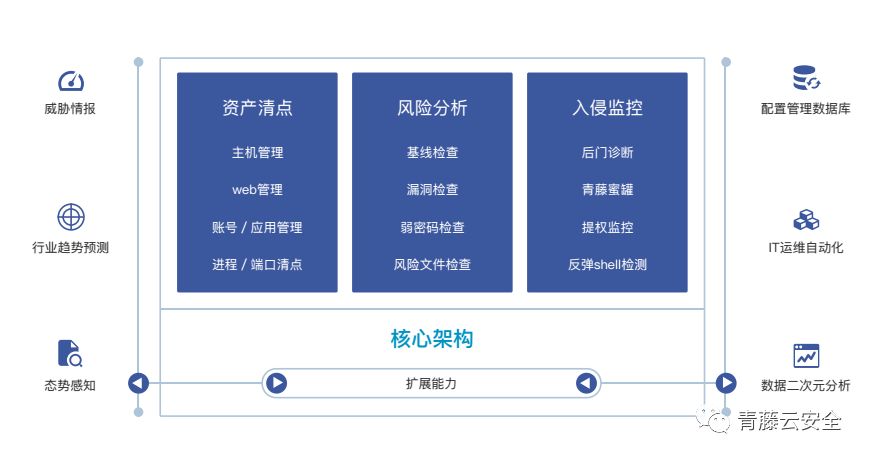 威胁情报
行业趋势预测
态势感知
资产清点
主机管理
web管理
账号 / 应用管理
进程 / 端口清点
风险分析
基线检查
漏洞检查
弱密码检查
风险文件检查
入侵监控
后门诊断
青藤蜜罐
提权监控
反弹shell检测
核心架构
扩展能力
配置管理数据库
IT运维自动化
数据二次元分析
青藤云安全